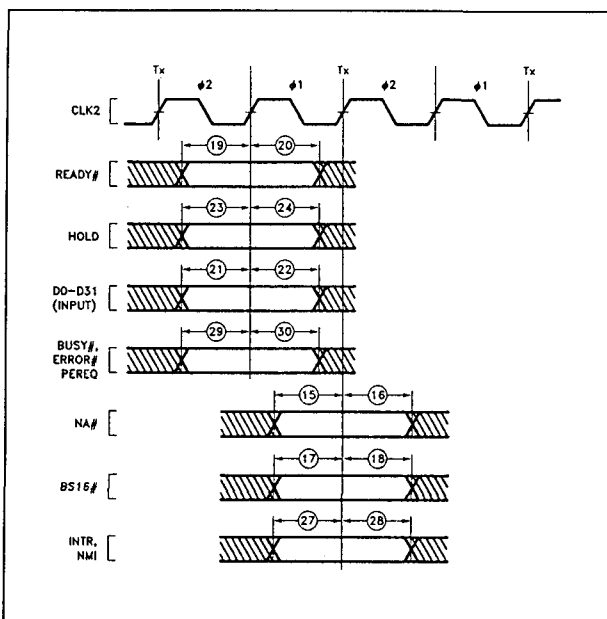 Tx Tx Tx
ϕ2 ϕ1 ϕ2 ϕ1
CLK2
19 20
READY#
23 24
HOLD
21 22
D0-D31
(INPUT)
29 30
BUSY#,
ERROR#
PEREQ
15 16
NA#
17 18
BS16#
27 28
INTR,
NMI